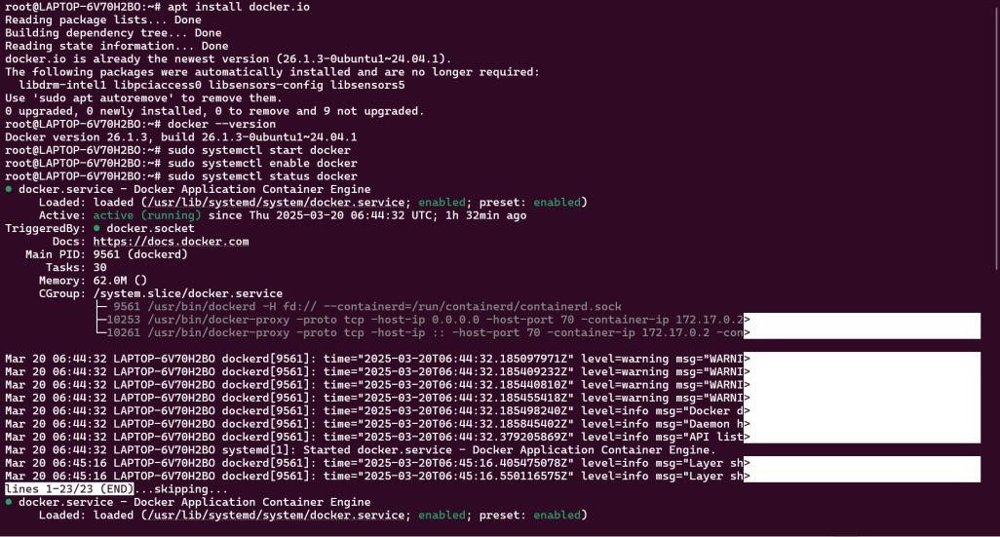 root@LAPTOP-6V70H2BO:~# apt install docker.io
Reading package lists... Done
Building dependency tree... Done
Reading state information... Done
docker.io is already the newest version (26.1.3-0ubuntu1~24.04.1).
The following packages were automatically installed and are no longer required:
  libdrm-intel1 libpciaccess0 libsensors-config libsensors5
Use 'sudo apt autoremove' to remove them.
0 upgraded, 0 newly installed, 0 to remove and 9 not upgraded.
root@LAPTOP-6V70H2BO:~# docker --version
Docker version 26.1.3, build 26.1.3-0ubuntu1~24.04.1
root@LAPTOP-6V70H2BO:~# sudo systemctl start docker
root@LAPTOP-6V70H2BO:~# sudo systemctl enable docker
root@LAPTOP-6V70H2BO:~# sudo systemctl status docker
● docker.service - Docker Application Container Engine
     Loaded: loaded (/usr/lib/systemd/system/docker.service; enabled; preset: enabled)
     Active: active (running) since Thu 2025-03-20 06:44:32 UTC; 1h 32min ago
TriggeredBy: ● docker.socket
       Docs: https://docs.docker.com
   Main PID: 9561 (dockerd)
      Tasks: 30
     Memory: 62.0M ()
     CGroup: /system.slice/docker.service
             ├─ 9561 /usr/bin/dockerd -H fd:// --containerd=/run/containerd/containerd.sock
             ├─10253 /usr/bin/docker-proxy -proto tcp -host-ip 0.0.0.0 -host-port 70 -container-ip 172.17.0.2>
             └─10261 /usr/bin/docker-proxy -proto tcp -host-ip :: -host-port 70 -container-ip 172.17.0.2 -con>
Mar 20 06:44:32 LAPTOP-6V70H2BO dockerd[9561]: time="2025-03-20T06:44:32.185097971Z" level=warning msg="WARNI>
Mar 20 06:44:32 LAPTOP-6V70H2BO dockerd[9561]: time="2025-03-20T06:44:32.185409232Z" level=warning msg="WARNI>
Mar 20 06:44:32 LAPTOP-6V70H2BO dockerd[9561]: time="2025-03-20T06:44:32.185440810Z" level=warning msg="WARNI>
Mar 20 06:44:32 LAPTOP-6V70H2BO dockerd[9561]: time="2025-03-20T06:44:32.185455418Z" level=warning msg="WARNI>
Mar 20 06:44:32 LAPTOP-6V70H2BO dockerd[9561]: time="2025-03-20T06:44:32.185498240Z" level=info msg="Docker d>
Mar 20 06:44:32 LAPTOP-6V70H2BO dockerd[9561]: time="2025-03-20T06:44:32.185845402Z" level=info msg="Daemon h>
Mar 20 06:44:32 LAPTOP-6V70H2BO dockerd[9561]: time="2025-03-20T06:44:32.379205869Z" level=info msg="API list>
Mar 20 06:44:32 LAPTOP-6V70H2BO systemd[1]: Started docker.service - Docker Application Container Engine.
Mar 20 06:45:16 LAPTOP-6V70H2BO dockerd[9561]: time="2025-03-20T06:45:16.405475078Z" level=info msg="Layer sh>
Mar 20 06:45:16 LAPTOP-6V70H2BO dockerd[9561]: time="2025-03-20T06:45:16.550116575Z" level=info msg="Layer sh>
lines 1-23/23 (END)...skipping...
● docker.service - Docker Application Container Engine
     Loaded: loaded (/usr/lib/systemd/system/docker.service; enabled; preset: enabled)